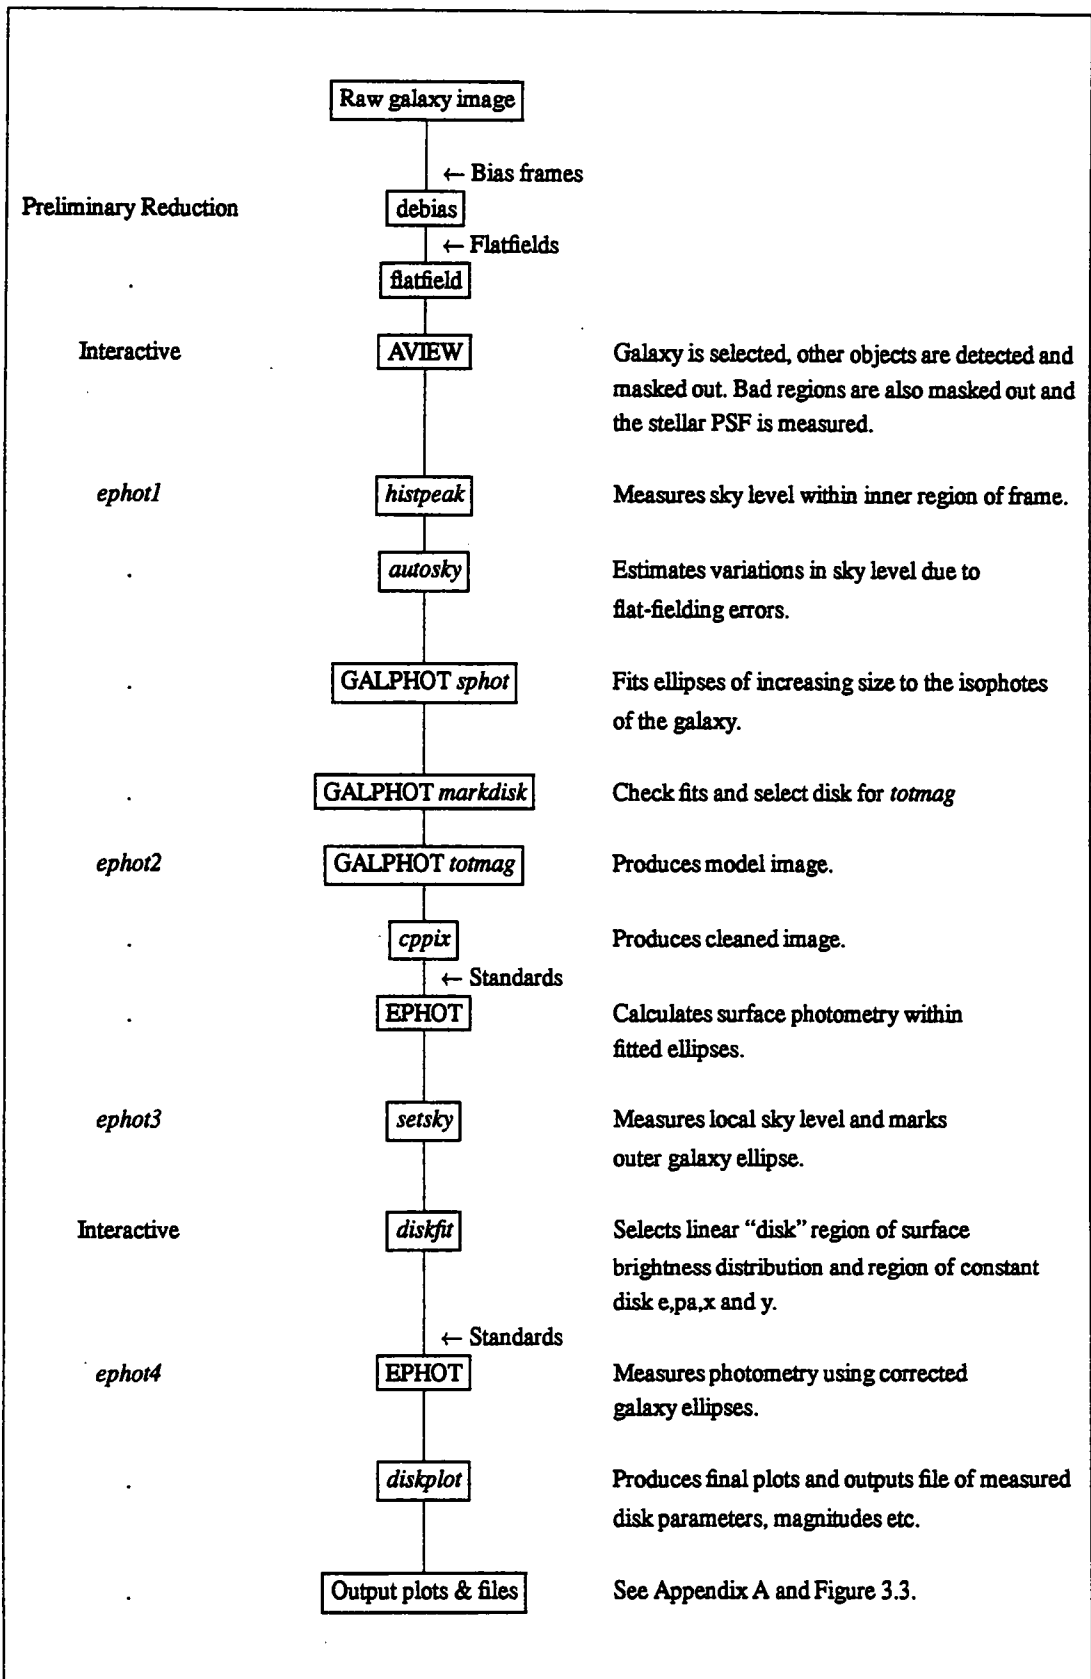 Raw galaxy image
← Bias frames
Preliminary Reduction debias
← Flatfields
. flatfield
Interactive AVIEW Galaxy is selected, other objects are detected and
masked out. Bad regions are also masked out and
the stellar PSF is measured.
ephot1 histpeak Measures sky level within inner region of frame.
. autosky Estimates variations in sky level due to
flat-fielding errors.
. GALPHOT sphot Fits ellipses of increasing size to the isophotes
of the galaxy.
. GALPHOT markdisk Check fits and select disk for totmag
ephot2 GALPHOT totmag Produces model image.
. cppix Produces cleaned image.
← Standards
. EPHOT Calculates surface photometry within
fitted ellipses.
ephot3 setsky Measures local sky level and marks
outer galaxy ellipse.
Interactive diskfit Selects linear “disk” region of surface
brightness distribution and region of constant
disk e,pa,x and y.
← Standards
ephot4 EPHOT Measures photometry using corrected
galaxy ellipses.
. diskplot Produces final plots and outputs file of measured
disk parameters, magnitudes etc.
. Output plots & files See Appendix A and Figure 3.3.